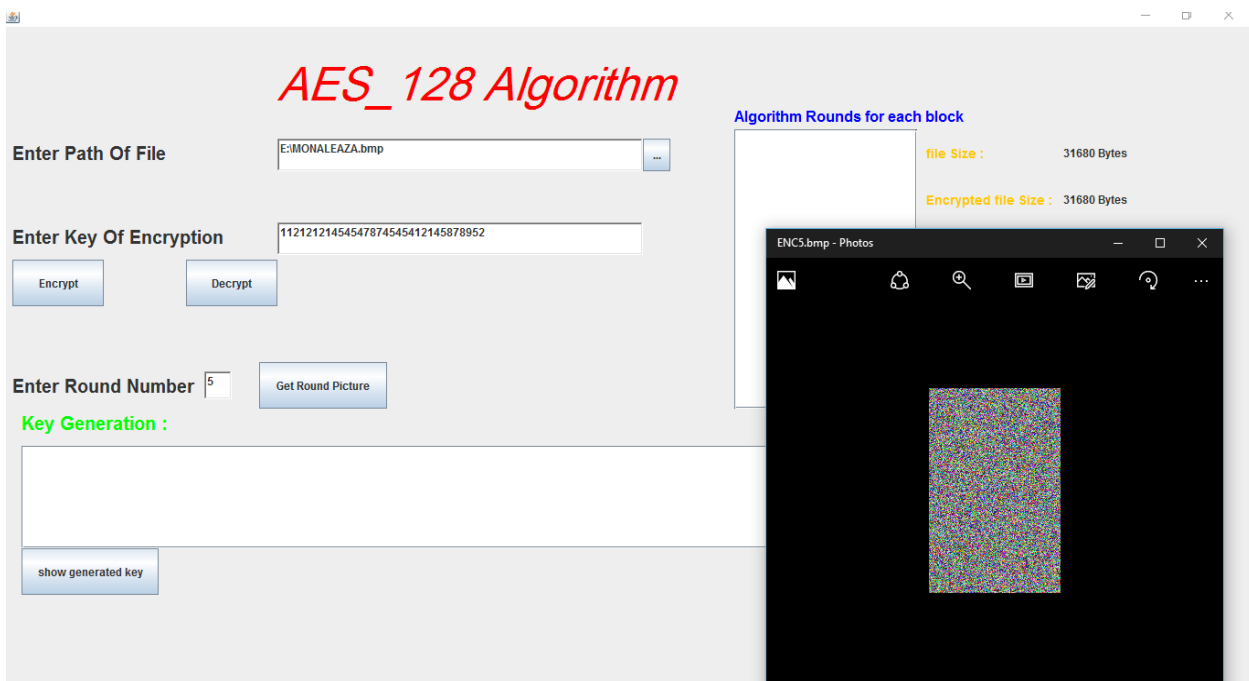 AES_128 Algorithm
Algorithm Rounds for each block
Enter Path Of File
E:\MONALEAZA.bmp
...
file Size :
31680 Bytes
Encrypted file Size :
31680 Bytes
Enter Key Of Encryption
11212121454547874545412145878952
ENC5.bmp - Photos
Encrypt
Decrypt
Enter Round Number
5
Get Round Picture
Key Generation :
show generated key